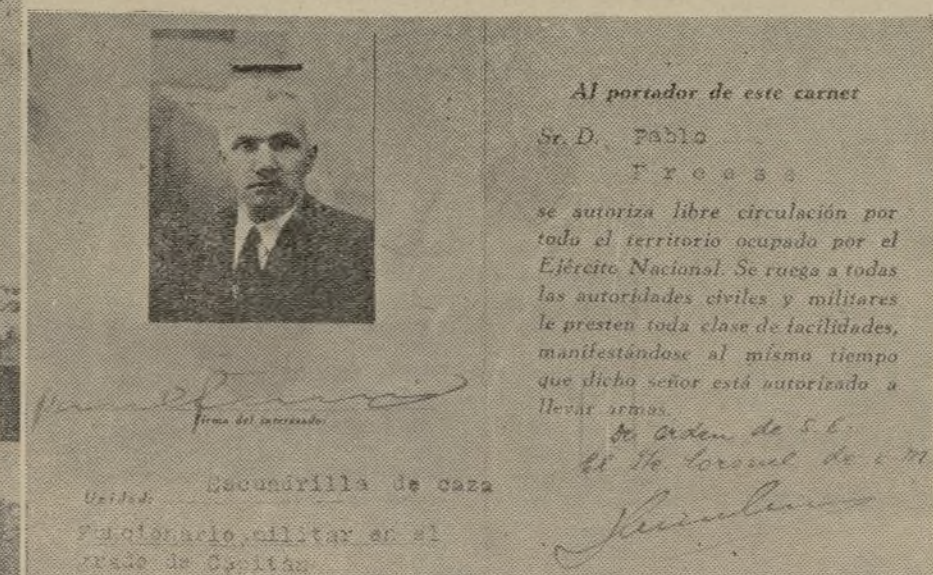 Firma del interesado:
Unidad: Escuadrilla de caza
Funcionario militar en el
grado de Capitán
Al portador de este carnet
Sr. D. Pablo
se autoriza libre circulación por
todo el territorio ocupado por el
Ejército Nacional. Se ruega a todas
las autoridades civiles y militares
le presten toda clase de facilidades,
manifestándose al mismo tiempo
que dicho señor está autorizado a
llevar armas.
De orden de S.E.
El Te. Coronel de